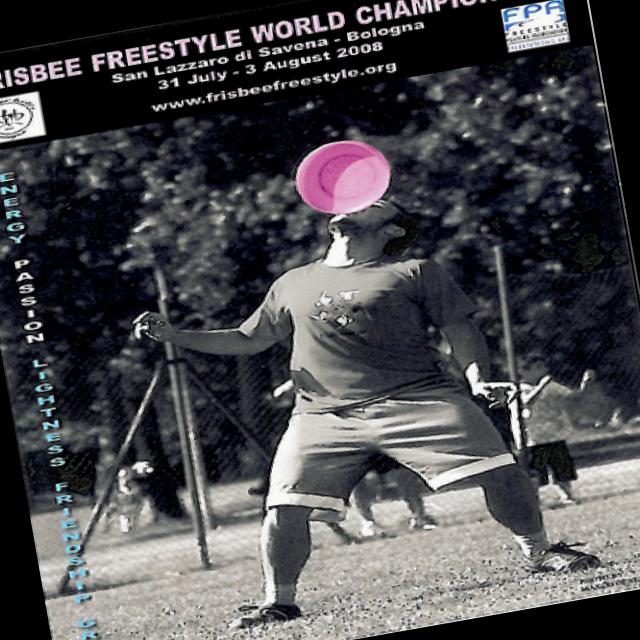 RISBEE FREESTYLE WORLD CHAMPION
San Lazzaro di Savena - Bologna
31 July - 3 August 2008
www.frisbeefreestyle.org
FPA
ENERGY PASSION LIGHTNESS FRIENDSHIP